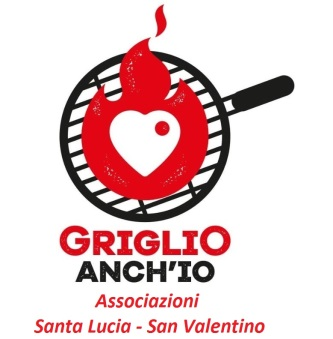 GRIGLIO
ANCH'IO
Associazioni
Santa Lucia - San Valentino